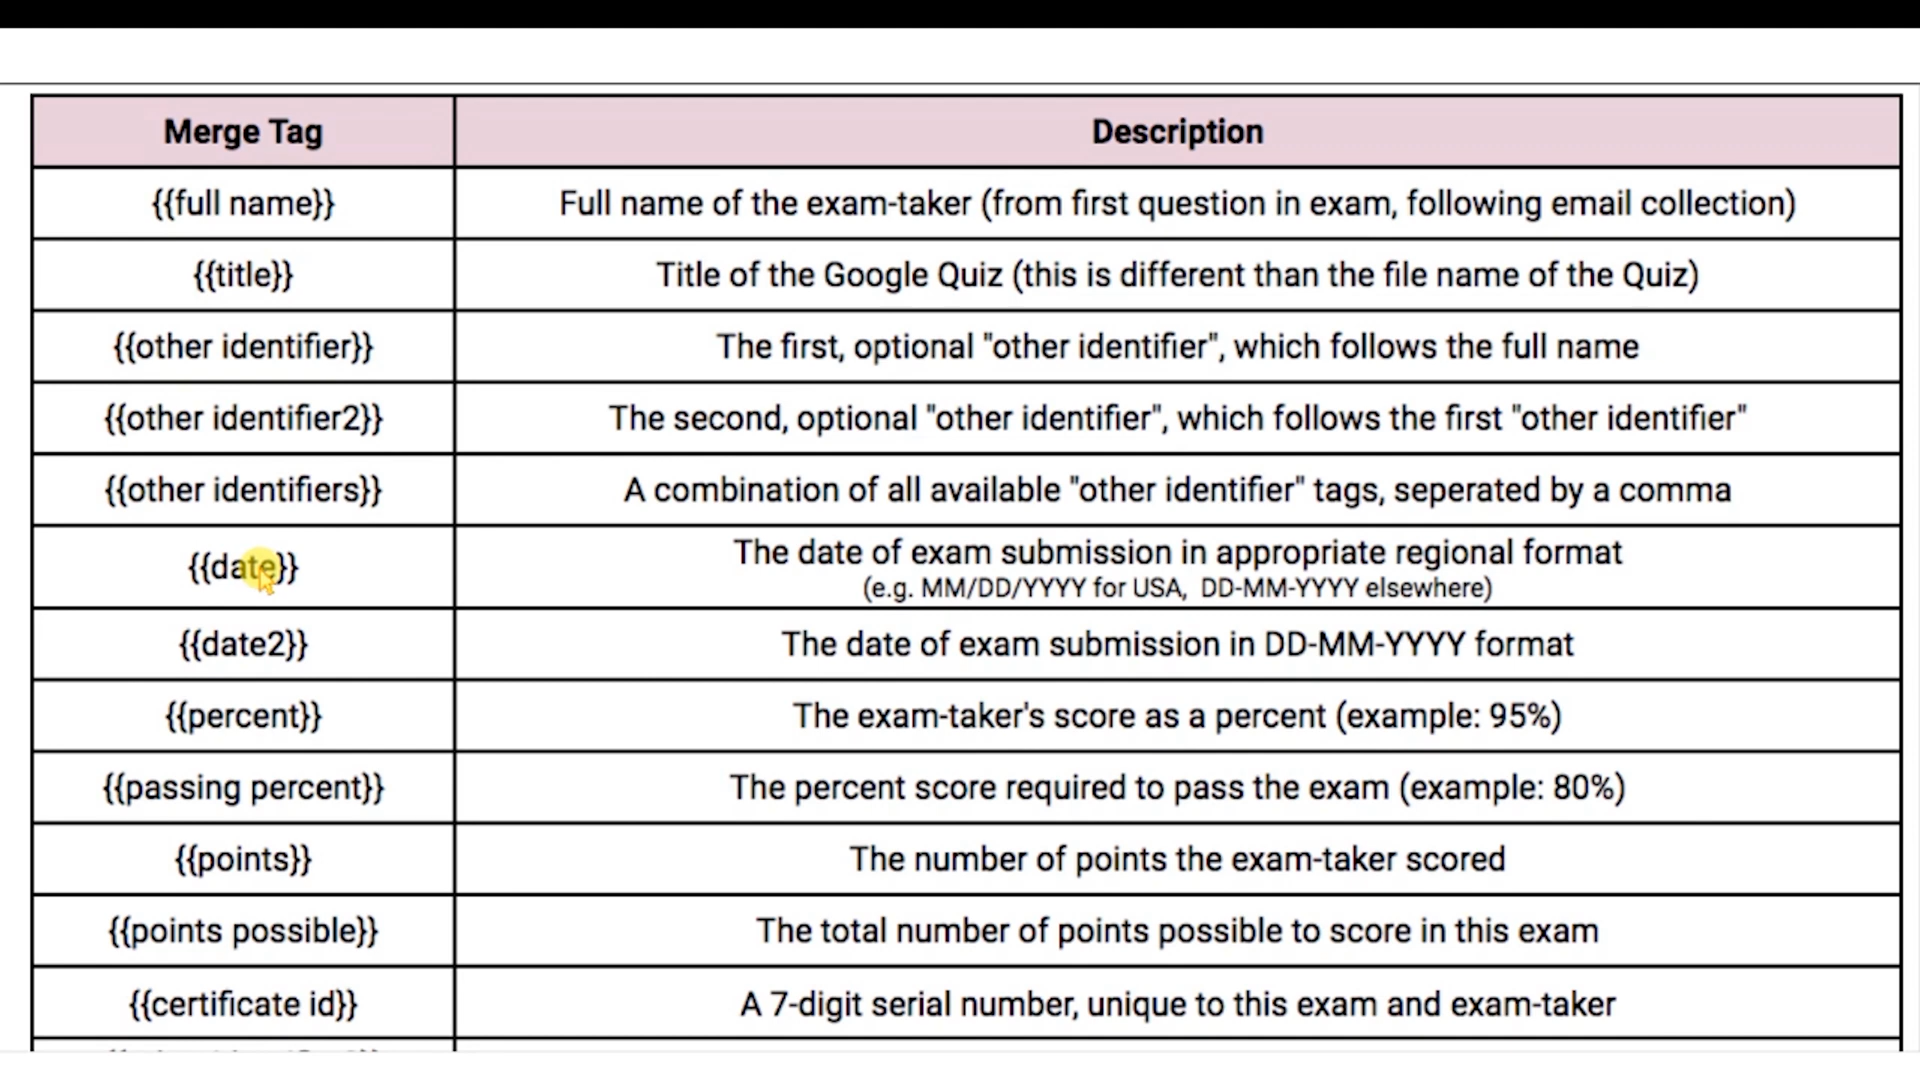 Merge Tag Description
{{full name}} Full name of the exam-taker (from first question in exam, following email collection)
{{title}} Title of the Google Quiz (this is different than the file name of the Quiz)
{{other identifier}} The first, optional "other identifier", which follows the full name
{{other identifier2}} The second, optional "other identifier", which follows the first "other identifier"
{{other identifiers}} A combination of all available "other identifier" tags, seperated by a comma
{{date}} The date of exam submission in appropriate regional format
(e.g. MM/DD/YYYY for USA, DD-MM-YYYY elsewhere)
{{date2}} The date of exam submission in DD-MM-YYYY format
{{percent}} The exam-taker's score as a percent (example: 95%)
{{passing percent}} The percent score required to pass the exam (example: 80%)
{{points}} The number of points the exam-taker scored
{{points possible}} The total number of points possible to score in this exam
{{certificate id}} A 7-digit serial number, unique to this exam and exam-taker